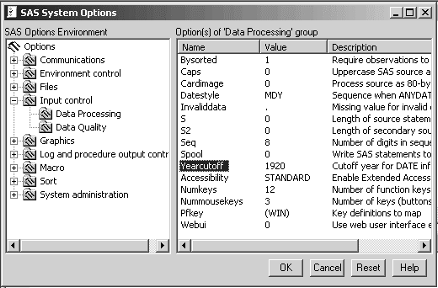 SAS System Options
SAS Options Environment
Options
Communications
Environment control
Files
Input control
Data Processing
Data Quality
Graphics
Log and procedure output contr
Macro
Sort
System administration
Option(s) of 'Data Processing' group
Name Value Description
Bysorted 1 Require observations to
Caps 0 Uppercase SAS source a
Cardimage 0 Process source as 80-by
Datestyle MDY Sequence when ANYDAT
Invaliddata . Missing value for invalid
S 0 Length of source statem
S2 0 Length of secondary sou
Seq 8 Number of digits in seque
Spool 0 Write SAS statements to
Yearcutoff 1920 Cutoff year for DATE inf
Accessibility STANDARD Enable Extended Access
Numkeys 12 Number of function keys
Nummousekeys 3 Number of keys (buttons
Pfkey (WIN) Key definitions to map
Webui 0 Use web user interface e
OK Cancel Reset Help